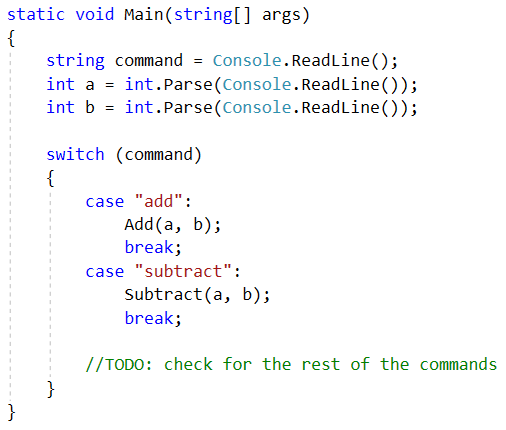 static void Main(string[] args)
{
    string command = Console.ReadLine();
    int a = int.Parse(Console.ReadLine());
    int b = int.Parse(Console.ReadLine());

    switch (command)
    {
        case "add":
            Add(a, b);
            break;
        case "subtract":
            Subtract(a, b);
            break;

        //TODO: check for the rest of the commands
    }
}